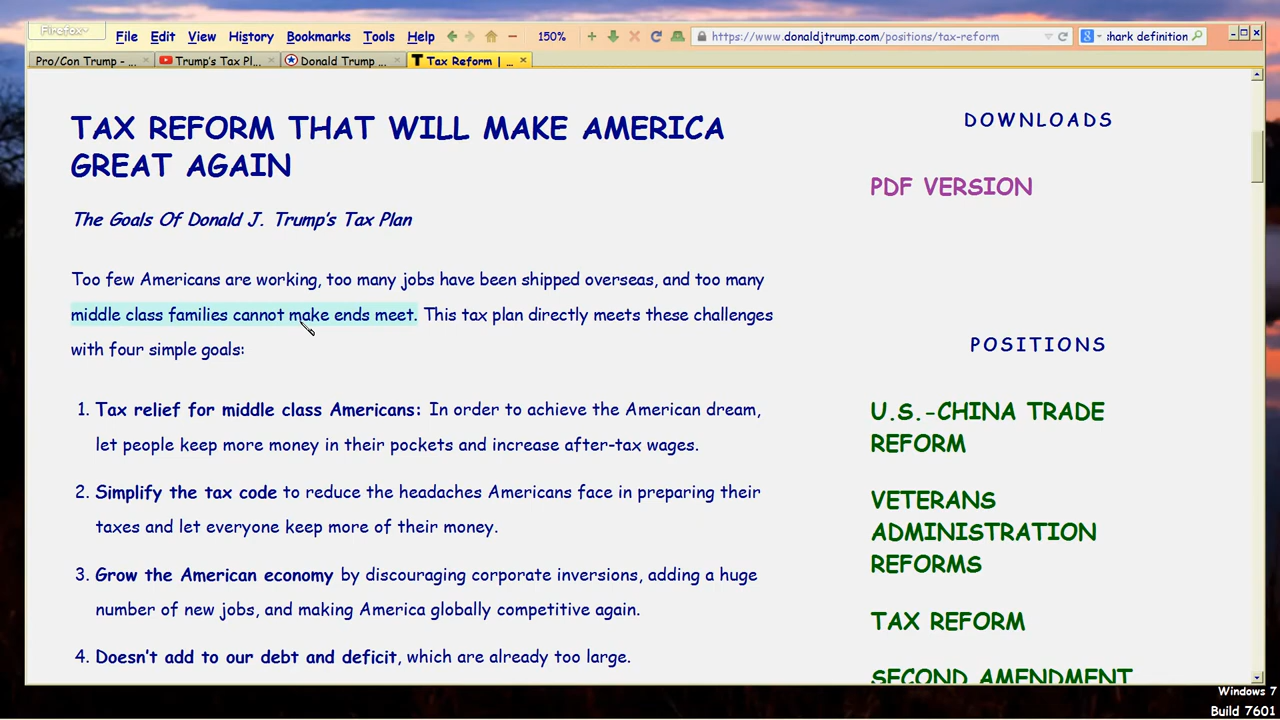 Firefox
File Edit View History Bookmarks Tools Help 150% https://www.donaldjtrump.com/positions/tax-reform hark definition
Pro/Con Trump - ... Trump's Tax Pl... Donald Trump ... Tax Reform | ...
TAX REFORM THAT WILL MAKE AMERICA
GREAT AGAIN
The Goals Of Donald J. Trump's Tax Plan
Too few Americans are working, too many jobs have been shipped overseas, and too many
middle class families cannot make ends meet. This tax plan directly meets these challenges
with four simple goals:
1. Tax relief for middle class Americans: In order to achieve the American dream,
let people keep more money in their pockets and increase after-tax wages.
2. Simplify the tax code to reduce the headaches Americans face in preparing their
taxes and let everyone keep more of their money.
3. Grow the American economy by discouraging corporate inversions, adding a huge
number of new jobs, and making America globally competitive again.
4. Doesn't add to our debt and deficit, which are already too large.
DOWNLOADS
PDF VERSION
POSITIONS
U.S.-CHINA TRADE
REFORM
VETERANS
ADMINISTRATION
REFORMS
TAX REFORM
SECOND AMENDMENT
Windows 7
Build 7601